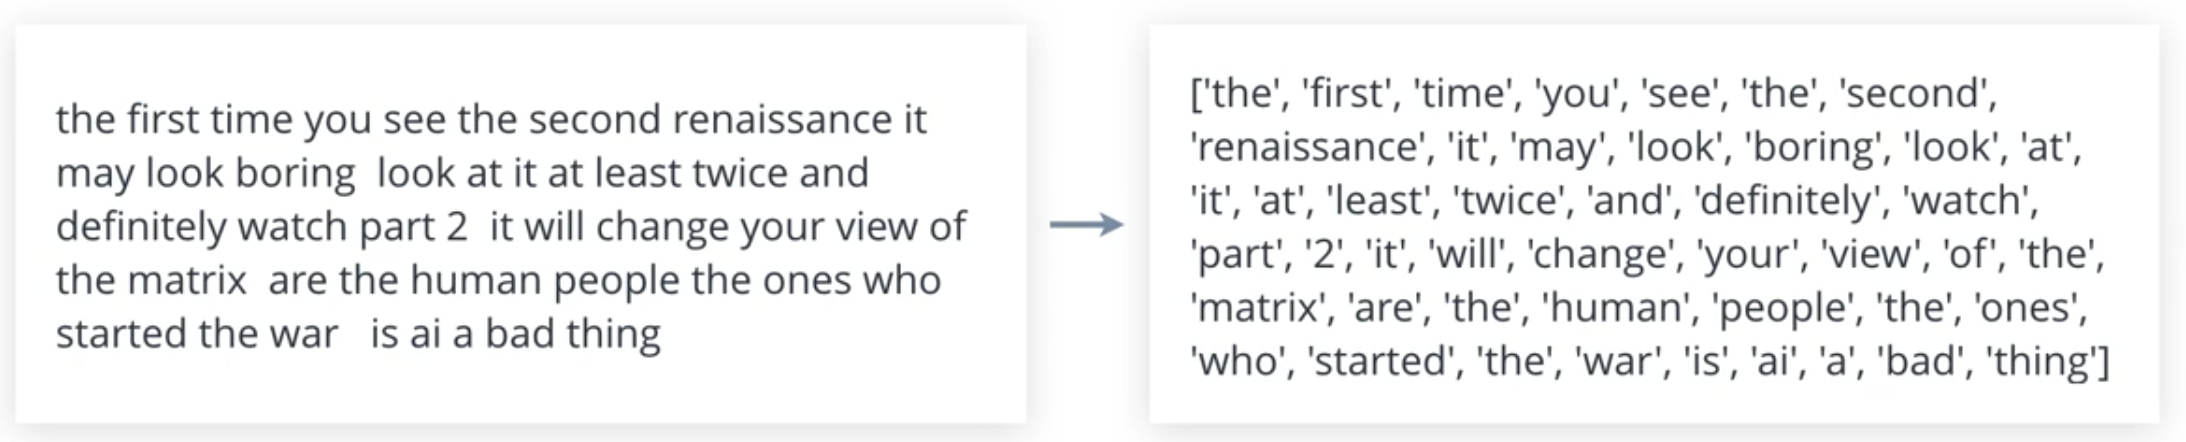 the first time you see the second renaissance it
may look boring  look at it at least twice and
definitely watch part 2  it will change your view of
the matrix  are the human people the ones who
started the war   is ai a bad thing
['the', 'first', 'time', 'you', 'see', 'the', 'second',
'renaissance', 'it', 'may', 'look', 'boring', 'look', 'at',
'it', 'at', 'least', 'twice', 'and', 'definitely', 'watch',
'part', '2', 'it', 'will', 'change', 'your', 'view', 'of', 'the',
'matrix', 'are', 'the', 'human', 'people', 'the', 'ones',
'who', 'started', 'the', 'war', 'is', 'ai', 'a', 'bad', 'thing']